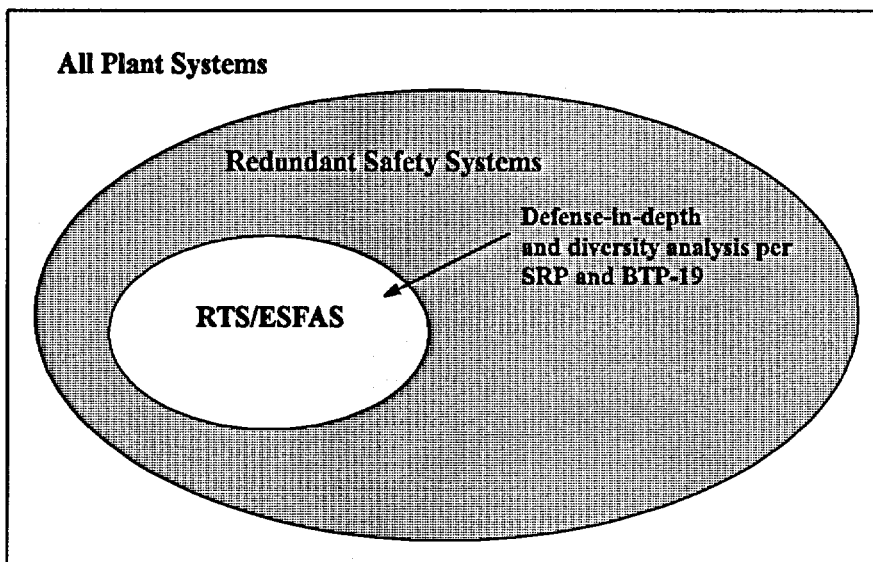 All Plant Systems
Redundant Safety Systems
Defense-in-depth
and diversity analysis per
SRP and BTP-19
RTS/ESFAS